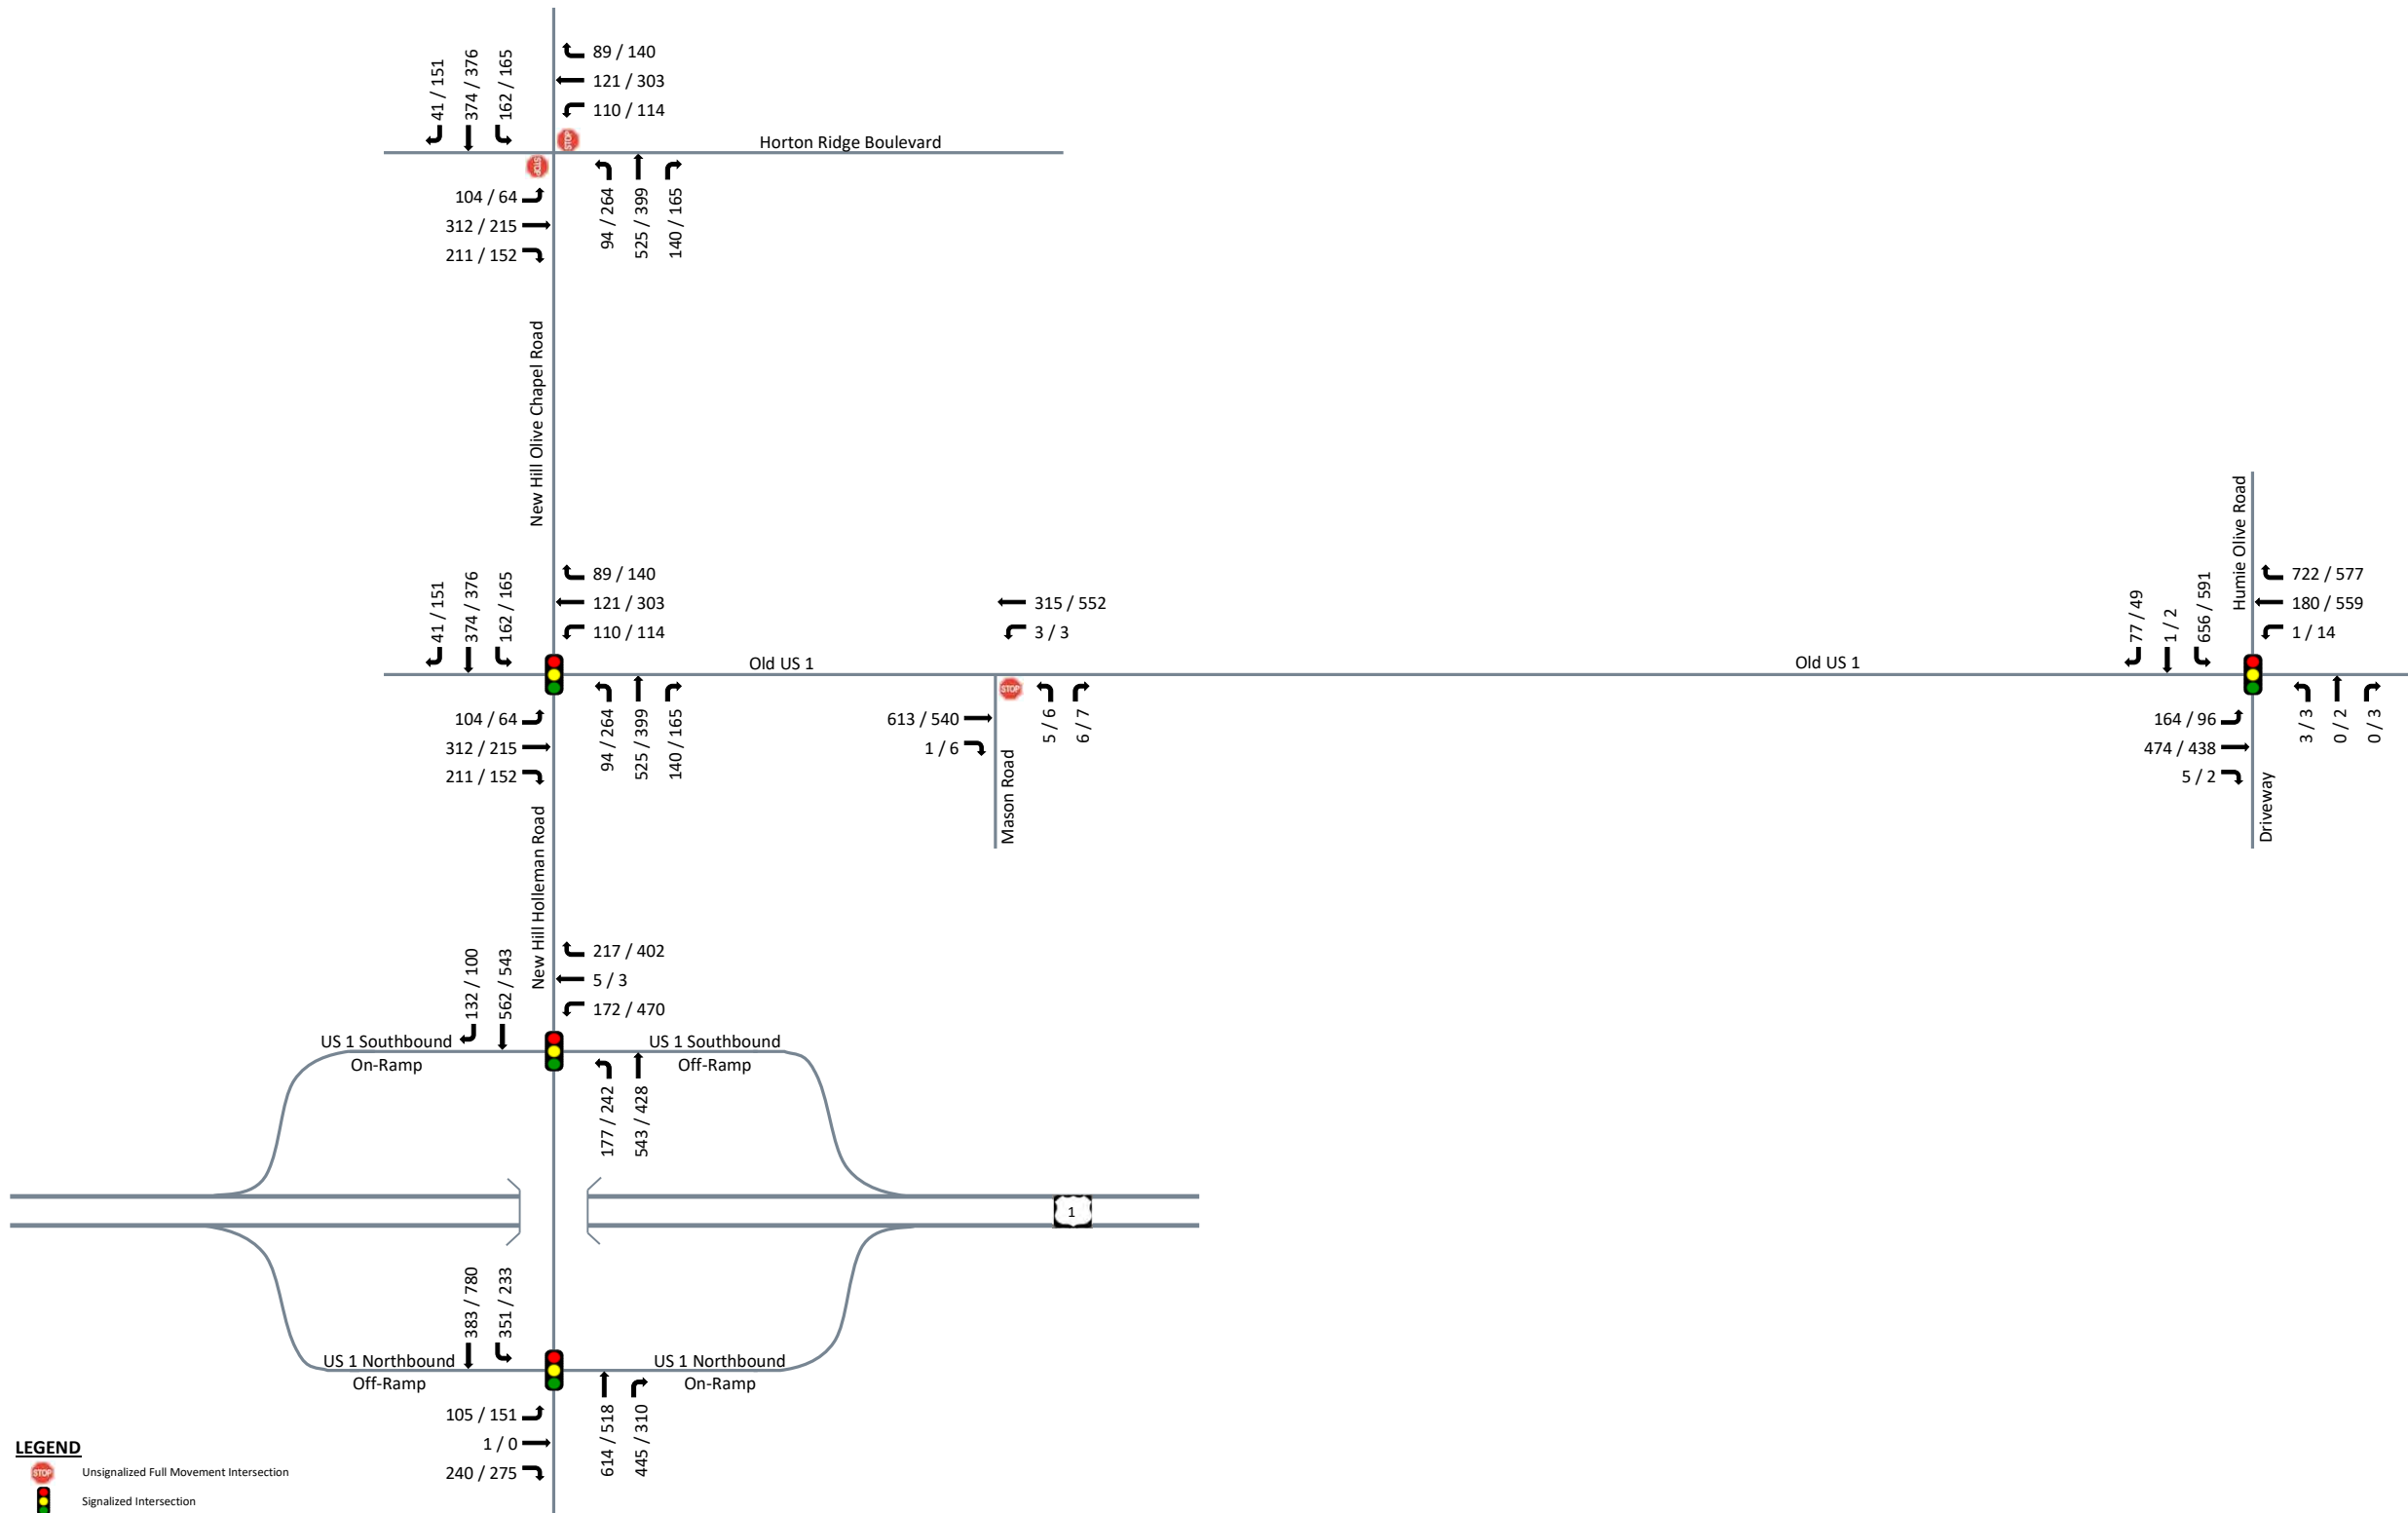 89 / 140
121 / 303
110 / 114
41 / 151
374 / 376
162 / 165
STOP
Horton Ridge Boulevard
STOP
104 / 64
312 / 215
211 / 152
94 / 264
525 / 399
140 / 165
New Hill Olive Chapel Road
89 / 140
121 / 303
110 / 114
41 / 151
374 / 376
162 / 165
Old US 1
104 / 64
312 / 215
211 / 152
94 / 264
525 / 399
140 / 165
315 / 552
3 / 3
STOP
613 / 540
1 / 6
5 / 6
6 / 7
Mason Road
Old US 1
Humie Olive Road
722 / 577
180 / 559
1 / 14
77 / 49
1 / 2
656 / 591
164 / 96
474 / 438
5 / 2
3 / 3
0 / 2
0 / 3
Driveway
New Hill Holleman Road
217 / 402
5 / 3
172 / 470
132 / 100
562 / 543
US 1 Southbound
On-Ramp
US 1 Southbound
Off-Ramp
177 / 242
543 / 428
1
383 / 780
351 / 233
US 1 Northbound
Off-Ramp
US 1 Northbound
On-Ramp
105 / 151
1 / 0
240 / 275
614 / 518
445 / 310
LEGEND
STOP
Unsignalized Full Movement Intersection
Signalized Intersection